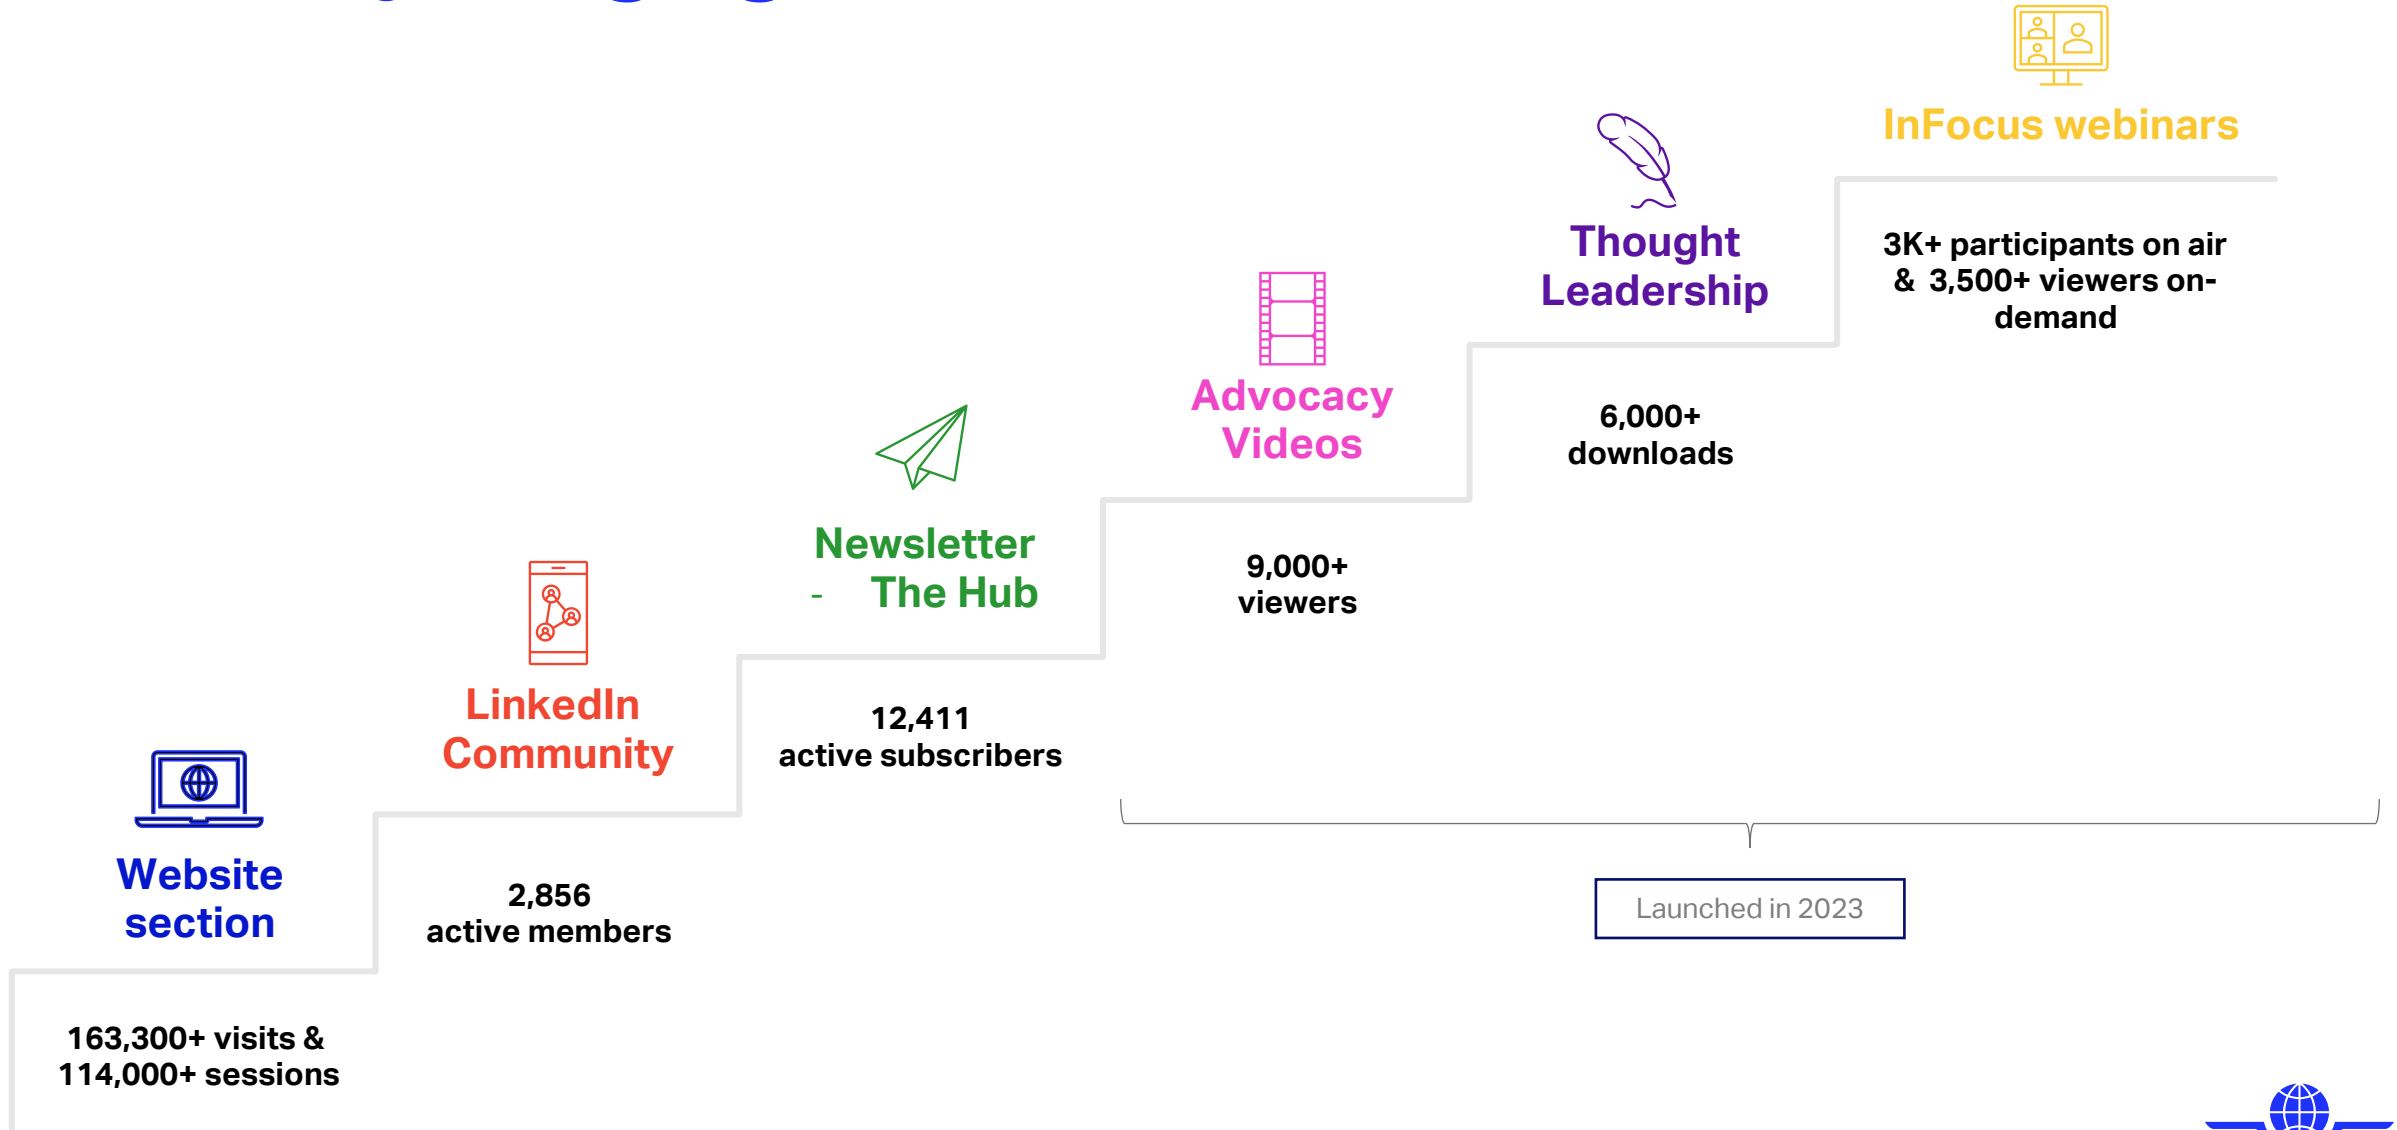 Website
section
163,300+ visits &
114,000+ sessions
LinkedIn
Community
2,856
active members
Newsletter
- The Hub
12,411
active subscribers
Advocacy
Videos
9,000+
viewers
Thought
Leadership
6,000+
downloads
InFocus webinars
3K+ participants on air
& 3,500+ viewers on-
demand
Launched in 2023